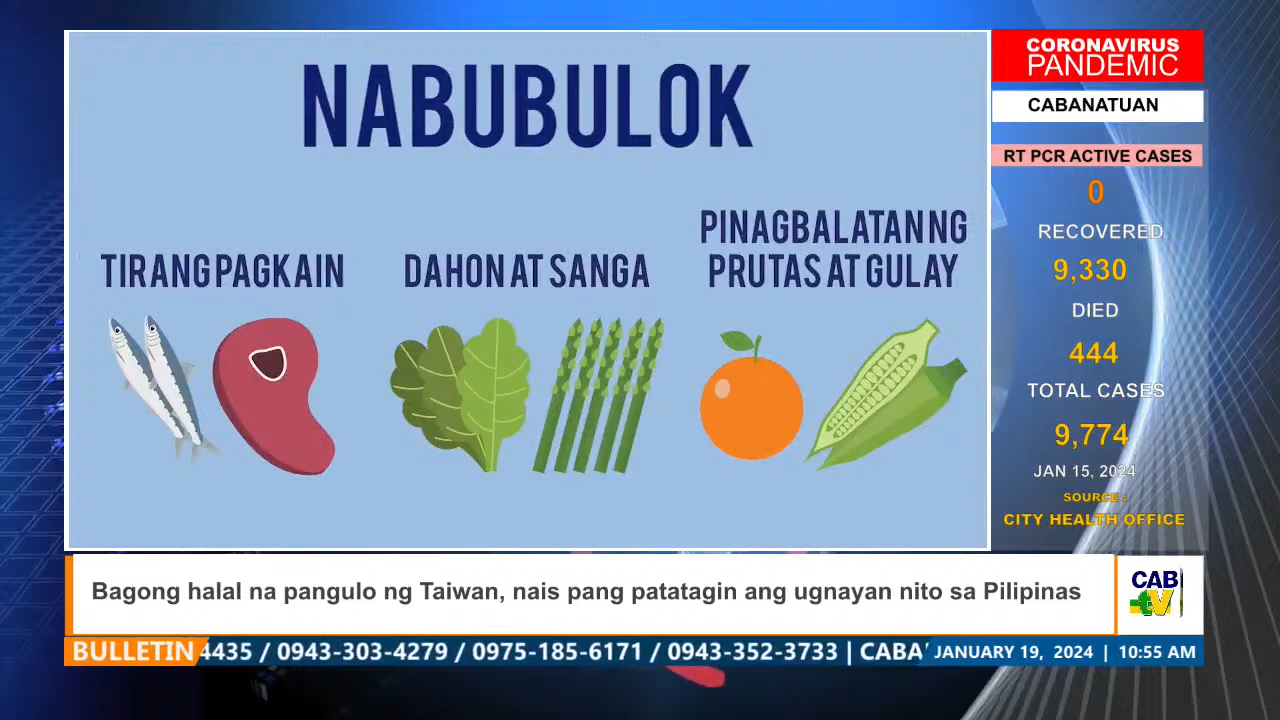 NABUBULOK
TIRANG PAGKAIN
DAHON AT SANGA
PINAGBALATAN NG
PRUTAS AT GULAY
CORONAVIRUS
PANDEMIC
CABANATUAN
RT PCR ACTIVE CASES
0
RECOVERED
9,330
DIED
444
TOTAL CASES
9,774
JAN 15, 2024
SOURCE :
CITY HEALTH OFFICE
Bagong halal na pangulo ng Taiwan, nais pang patatagin ang ugnayan nito sa Pilipinas
CAB
tV
BULLETIN 4435 / 0943-303-4279 / 0975-185-6171 / 0943-352-3733 | CABA JANUARY 19, 2024 | 10:55 AM